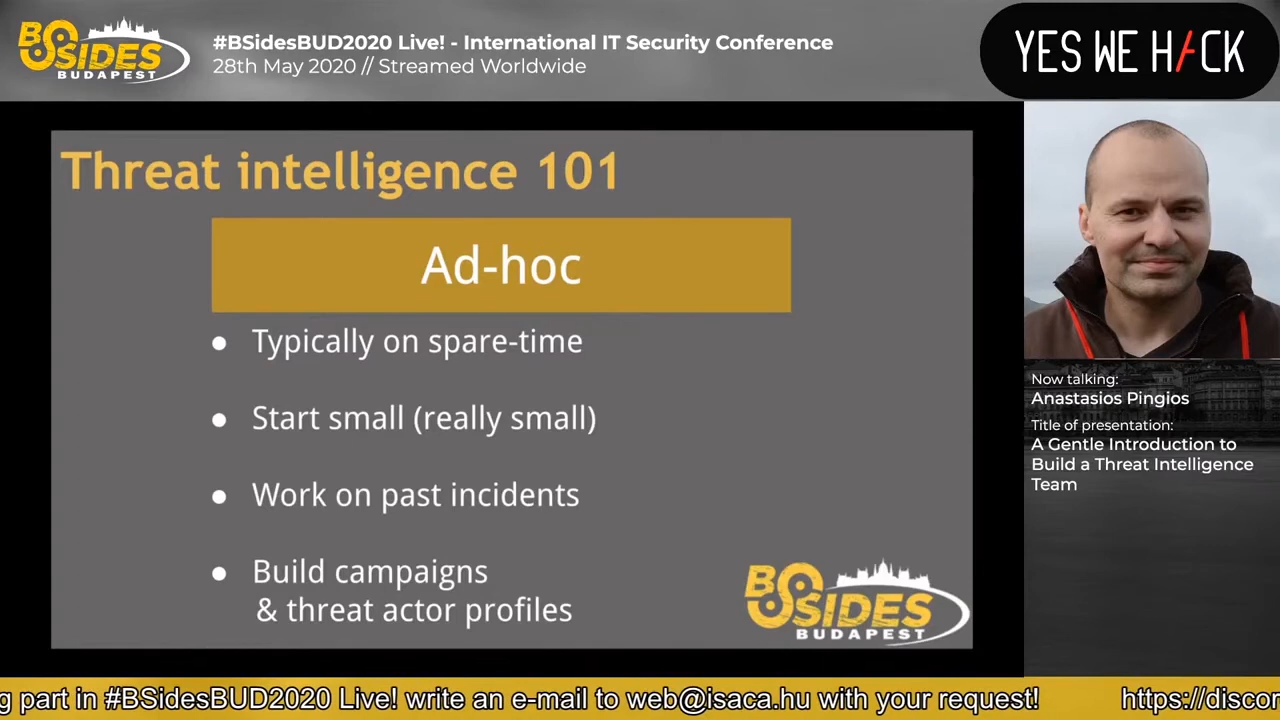 BSIDES
BUDAPEST
#BSidesBUD2020 Live! - International IT Security Conference
28th May 2020 // Streamed Worldwide
YES WE H/CK
Threat intelligence 101
Ad-hoc
● Typically on spare-time
● Start small (really small)
● Work on past incidents
● Build campaigns
& threat actor profiles
BSIDES
BUDAPEST
Now talking:
Anastasios Pingios
Title of presentation:
A Gentle Introduction to
Build a Threat Intelligence
Team
g part in #BSidesBUD2020 Live! write an e-mail to web@isaca.hu with your request! https://discor